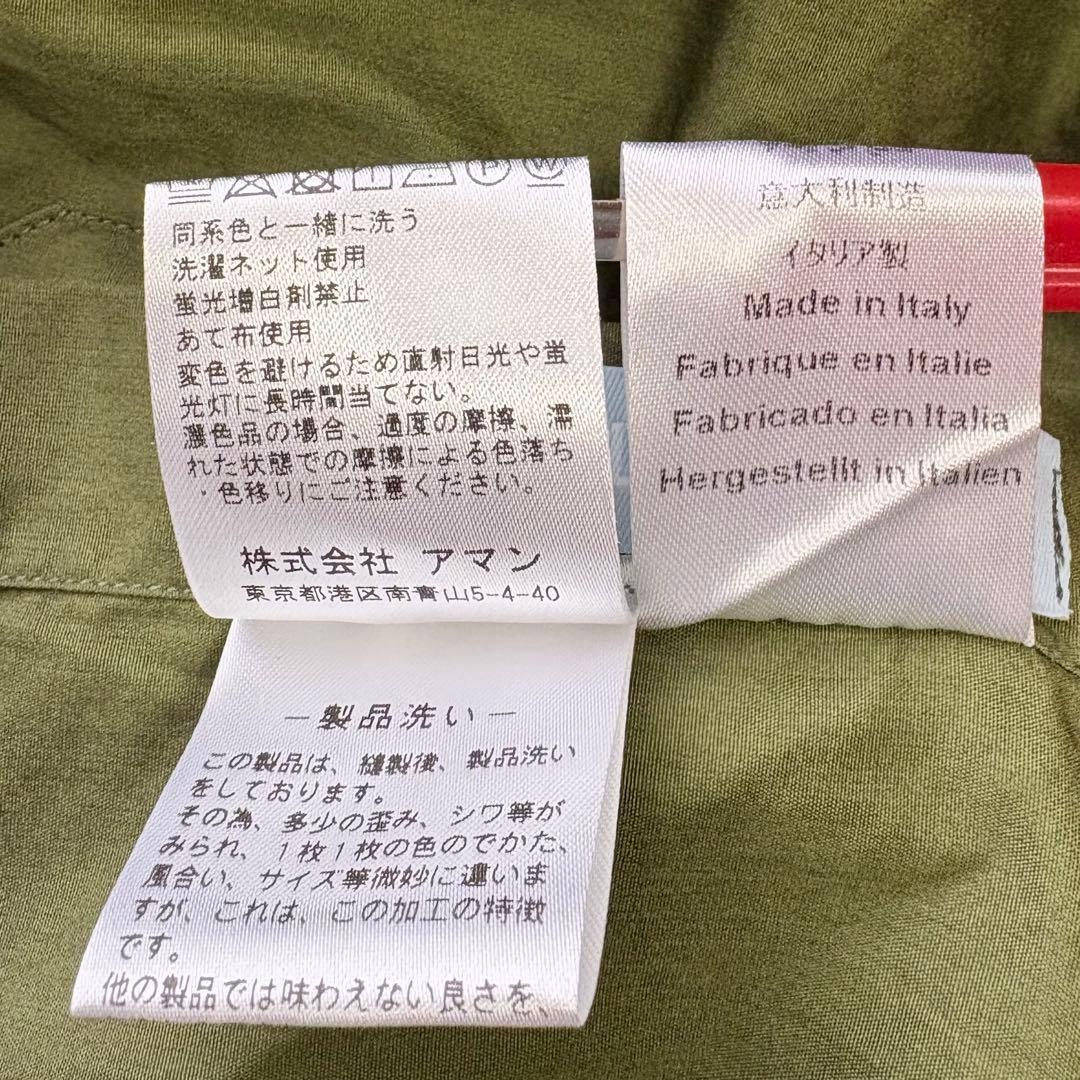 同系色と一緒に洗う
洗濯ネット使用
蛍光増白剤禁止
あて布使用
変色を避けるため直射日光や蛍
光灯に長時間当てない。
濃色品の場合、過度の摩擦、濡
れた状態での摩擦による色落ち
・色移りにご注意ください。
株式会社 アマン
東京都港区南青山5-4-40
意大利制造
イタリア製
Made in Italy
Fabrique en Italie
Fabricado en Italia
Hergestellt in Italien
－製品洗い－
この製品は、縫製後、製品洗い
をしております。
その為、多少の歪み、シワ等が
みられ、1枚1枚の色のでかた、
風合い、サイズ等微妙に違いま
すが、これは、この加工の特徴
です。
他の製品では味わえない良さを、